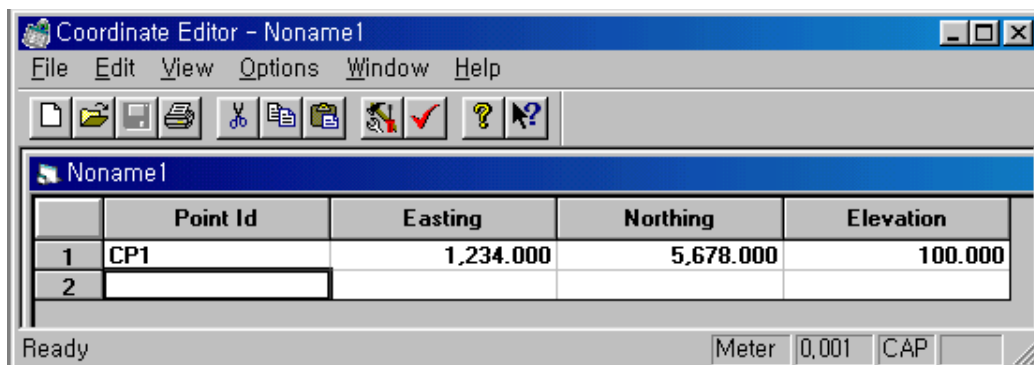 Coordinate Editor - Noname1
File Edit View Options Window Help
Noname1
Point Id Easting Northing Elevation
1 CP1 1,234.000 5,678.000 100.000
2
Ready Meter 0,001 CAP